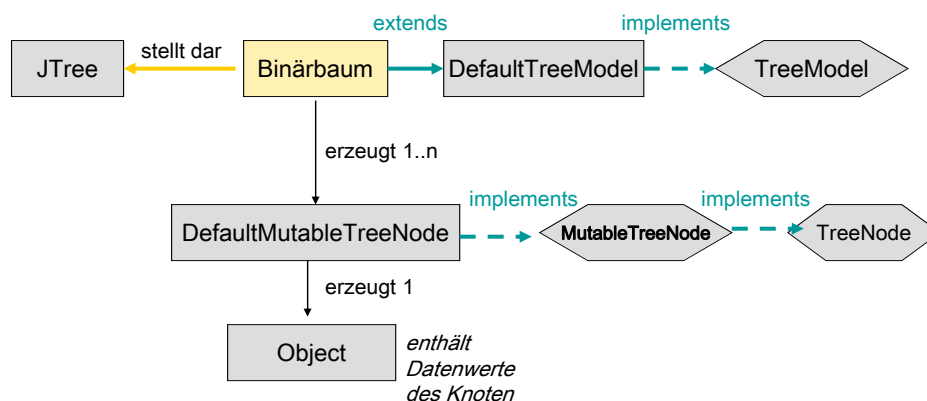 extends
implements
stellt dar
JTree
Binärbaum
DefaultTreeModel
TreeModel
erzeugt 1..n
implements
implements
DefaultMutableTreeNode
MutableTreeNode
TreeNode
erzeugt 1
Object
enthält
Datenwerte
des Knoten